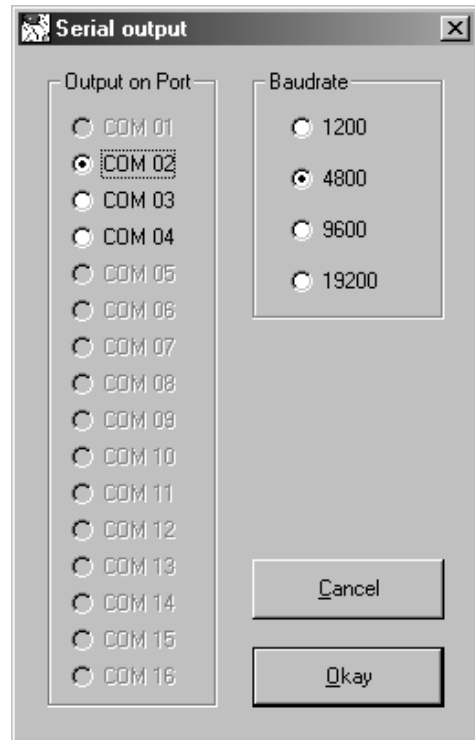 Serial output
Output on Port
COM 01
COM 02
COM 03
COM 04
COM 05
COM 06
COM 07
COM 08
COM 09
COM 10
COM 11
COM 12
COM 13
COM 14
COM 15
COM 16
Baudrate
1200
4800
9600
19200
Cancel
Okay